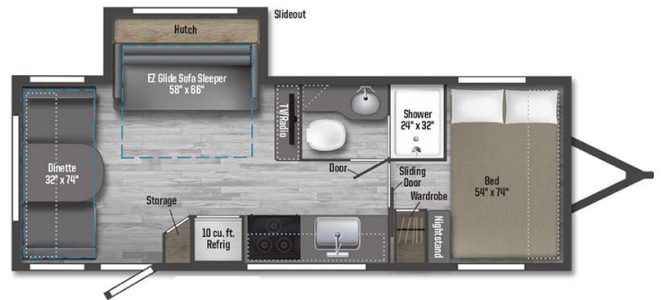 Slideout
Hutch
EZ Glide Sofa Sleeper
58" x 66"
TV/Radio
Shower
24" x 32"
Dinette
32" x 74"
Door
Sliding
Door
Bed
54" x 74"
Storage
Wardrobe
10 cu. ft.
Refrig
Nightstand